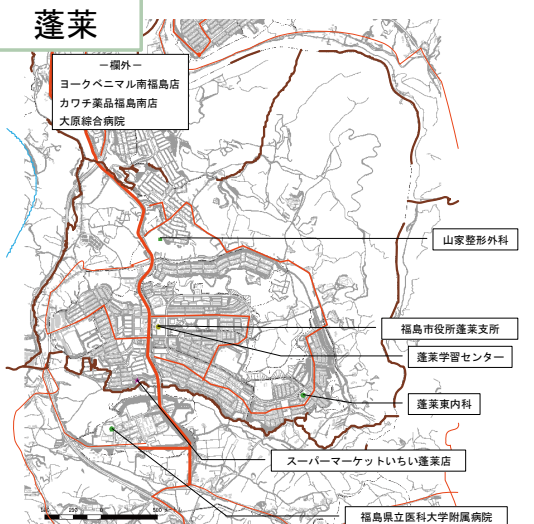 蓬莱
－欄外－
ヨークベニマル南福島店
カワチ薬品福島南店
大原綜合病院
山家整形外科
福島市役所蓬莱支所
蓬莱学習センター
蓬莱東内科
スーパーマーケットいちい蓬莱店
福島県立医科大学附属病院